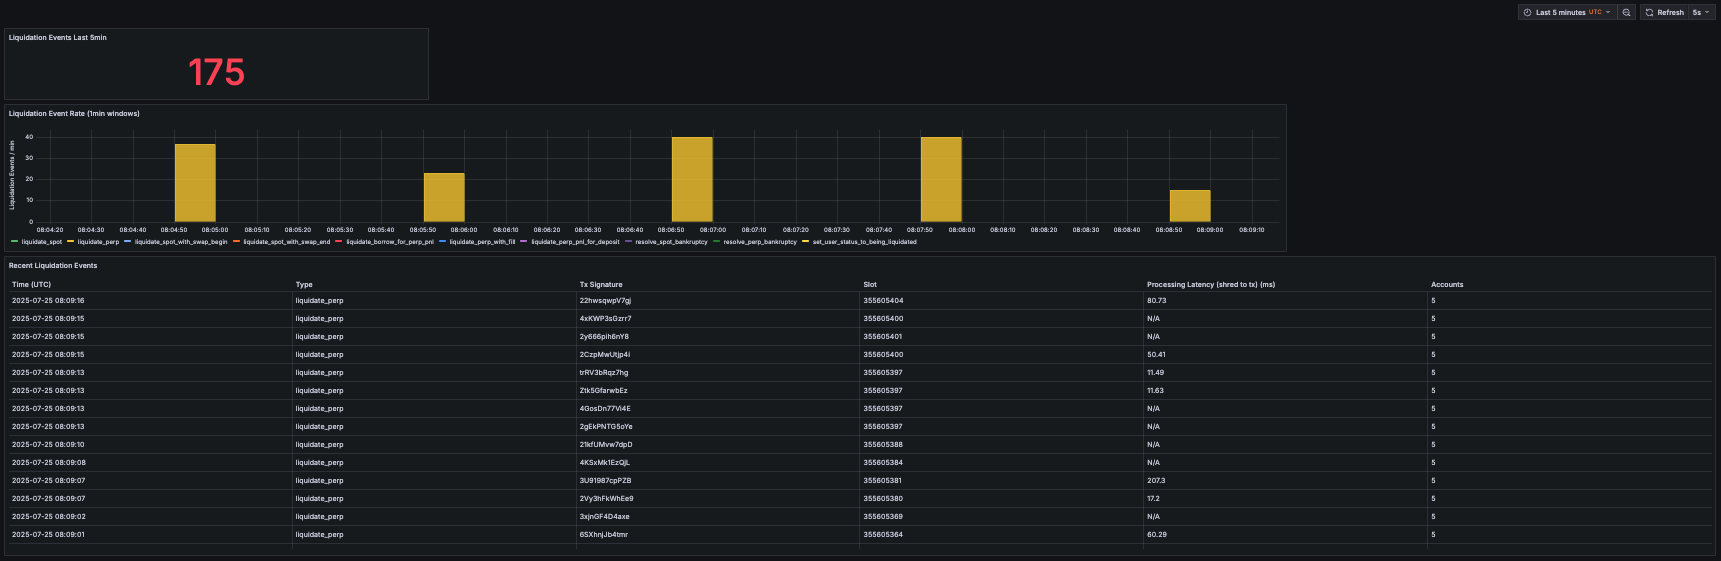 Last 5 minutes UTC
Refresh 5s
Liquidation Events Last 5min
175
Liquidation Event Rate (1min windows)
Liquidation Events / min
40
30
20
10
0
08:04:20 08:04:30 08:04:40 08:04:50 08:05:00 08:05:10 08:05:20 08:05:30 08:05:40 08:05:50 08:06:00 08:06:10 08:06:20 08:06:30 08:06:40 08:06:50 08:07:00 08:07:10 08:07:20 08:07:30 08:07:40 08:07:50 08:08:00 08:08:10 08:08:20 08:08:30 08:08:40 08:08:50 08:09:00 08:09:10
liquidate_spot liquidate_perp liquidate_spot_with_swap_begin liquidate_spot_with_swap_end liquidate_borrow_for_perp_pnl liquidate_perp_with_fill liquidate_perp_pnl_for_deposit resolve_spot_bankruptcy resolve_perp_bankruptcy set_user_status_to_being_liquidated
Recent Liquidation Events
Time (UTC) Type Tx Signature Slot Processing Latency (shred to tx) (ms) Accounts
2025-07-25 08:09:16 liquidate_perp 22hwsqwpV7gj 355605404 80.73 5
2025-07-25 08:09:15 liquidate_perp 4xKWP3sGzrr7 355605400 N/A 5
2025-07-25 08:09:15 liquidate_perp 2y666pih6nY8 355605401 N/A 5
2025-07-25 08:09:15 liquidate_perp 2CzpMwUtjp4i 355605400 50.41 5
2025-07-25 08:09:13 liquidate_perp trRV3bRqz7hg 355605397 11.49 5
2025-07-25 08:09:13 liquidate_perp Ztk5GfarwbEz 355605397 11.63 5
2025-07-25 08:09:13 liquidate_perp 4GosDn77Vi4E 355605397 N/A 5
2025-07-25 08:09:13 liquidate_perp 2gEkPNTG5oYe 355605397 N/A 5
2025-07-25 08:09:10 liquidate_perp 21kfUMvw7dpD 355605388 N/A 5
2025-07-25 08:09:08 liquidate_perp 4KSxMk1EzQjL 355605384 N/A 5
2025-07-25 08:09:07 liquidate_perp 3U91987cpPZB 355605381 207.3 5
2025-07-25 08:09:07 liquidate_perp 2Vy3hFkWhEe9 355605380 17.2 5
2025-07-25 08:09:02 liquidate_perp 3xjnGF4D4axe 355605369 N/A 5
2025-07-25 08:09:01 liquidate_perp 6SXhnjJb4tmr 355605364 60.29 5